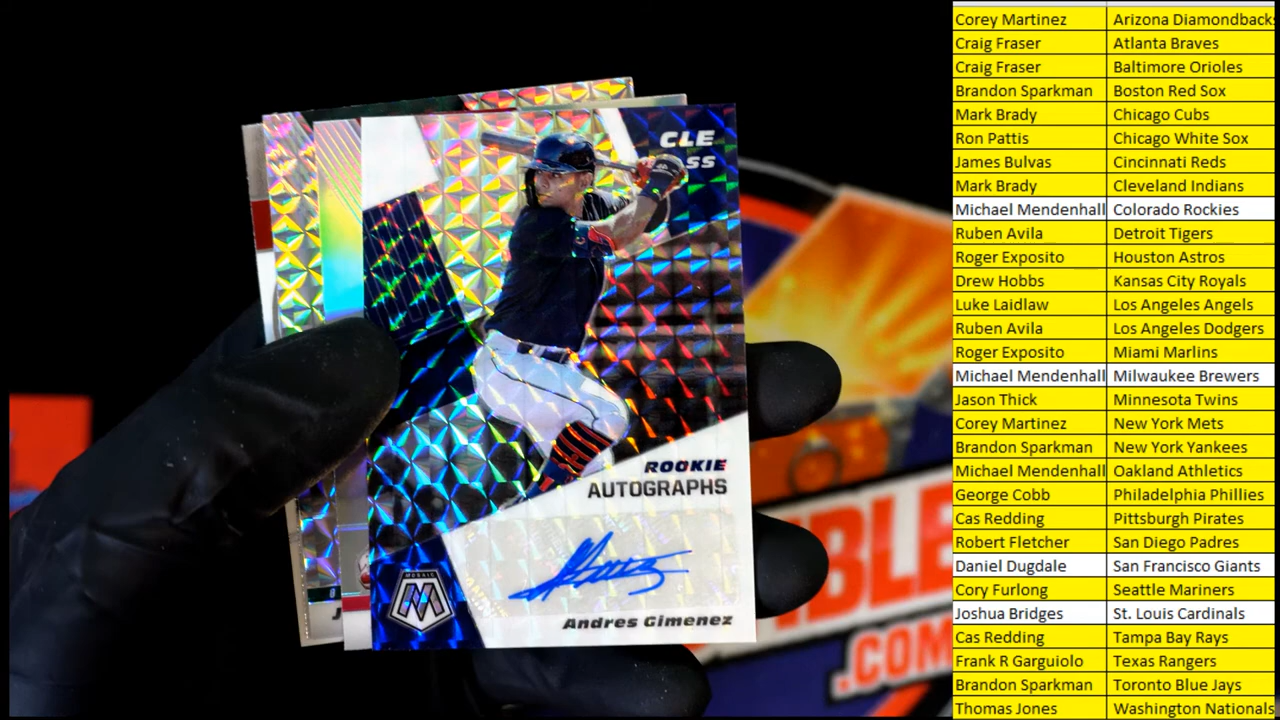 CLE
SS
ROOKIE
AUTOGRAPHS
MOSAIC
Andres Gimenez
BLE
.COM
Corey Martinez Arizona Diamondbacks
Craig Fraser Atlanta Braves
Craig Fraser Baltimore Orioles
Brandon Sparkman Boston Red Sox
Mark Brady Chicago Cubs
Ron Pattis Chicago White Sox
James Bulvas Cincinnati Reds
Mark Brady Cleveland Indians
Michael Mendenhall Colorado Rockies
Ruben Avila Detroit Tigers
Roger Exposito Houston Astros
Drew Hobbs Kansas City Royals
Luke Laidlaw Los Angeles Angels
Ruben Avila Los Angeles Dodgers
Roger Exposito Miami Marlins
Michael Mendenhall Milwaukee Brewers
Jason Thick Minnesota Twins
Corey Martinez New York Mets
Brandon Sparkman New York Yankees
Michael Mendenhall Oakland Athletics
George Cobb Philadelphia Phillies
Cas Redding Pittsburgh Pirates
Robert Fletcher San Diego Padres
Daniel Dugdale San Francisco Giants
Cory Furlong Seattle Mariners
Joshua Bridges St. Louis Cardinals
Cas Redding Tampa Bay Rays
Frank R Garguiolo Texas Rangers
Brandon Sparkman Toronto Blue Jays
Thomas Jones Washington Nationals